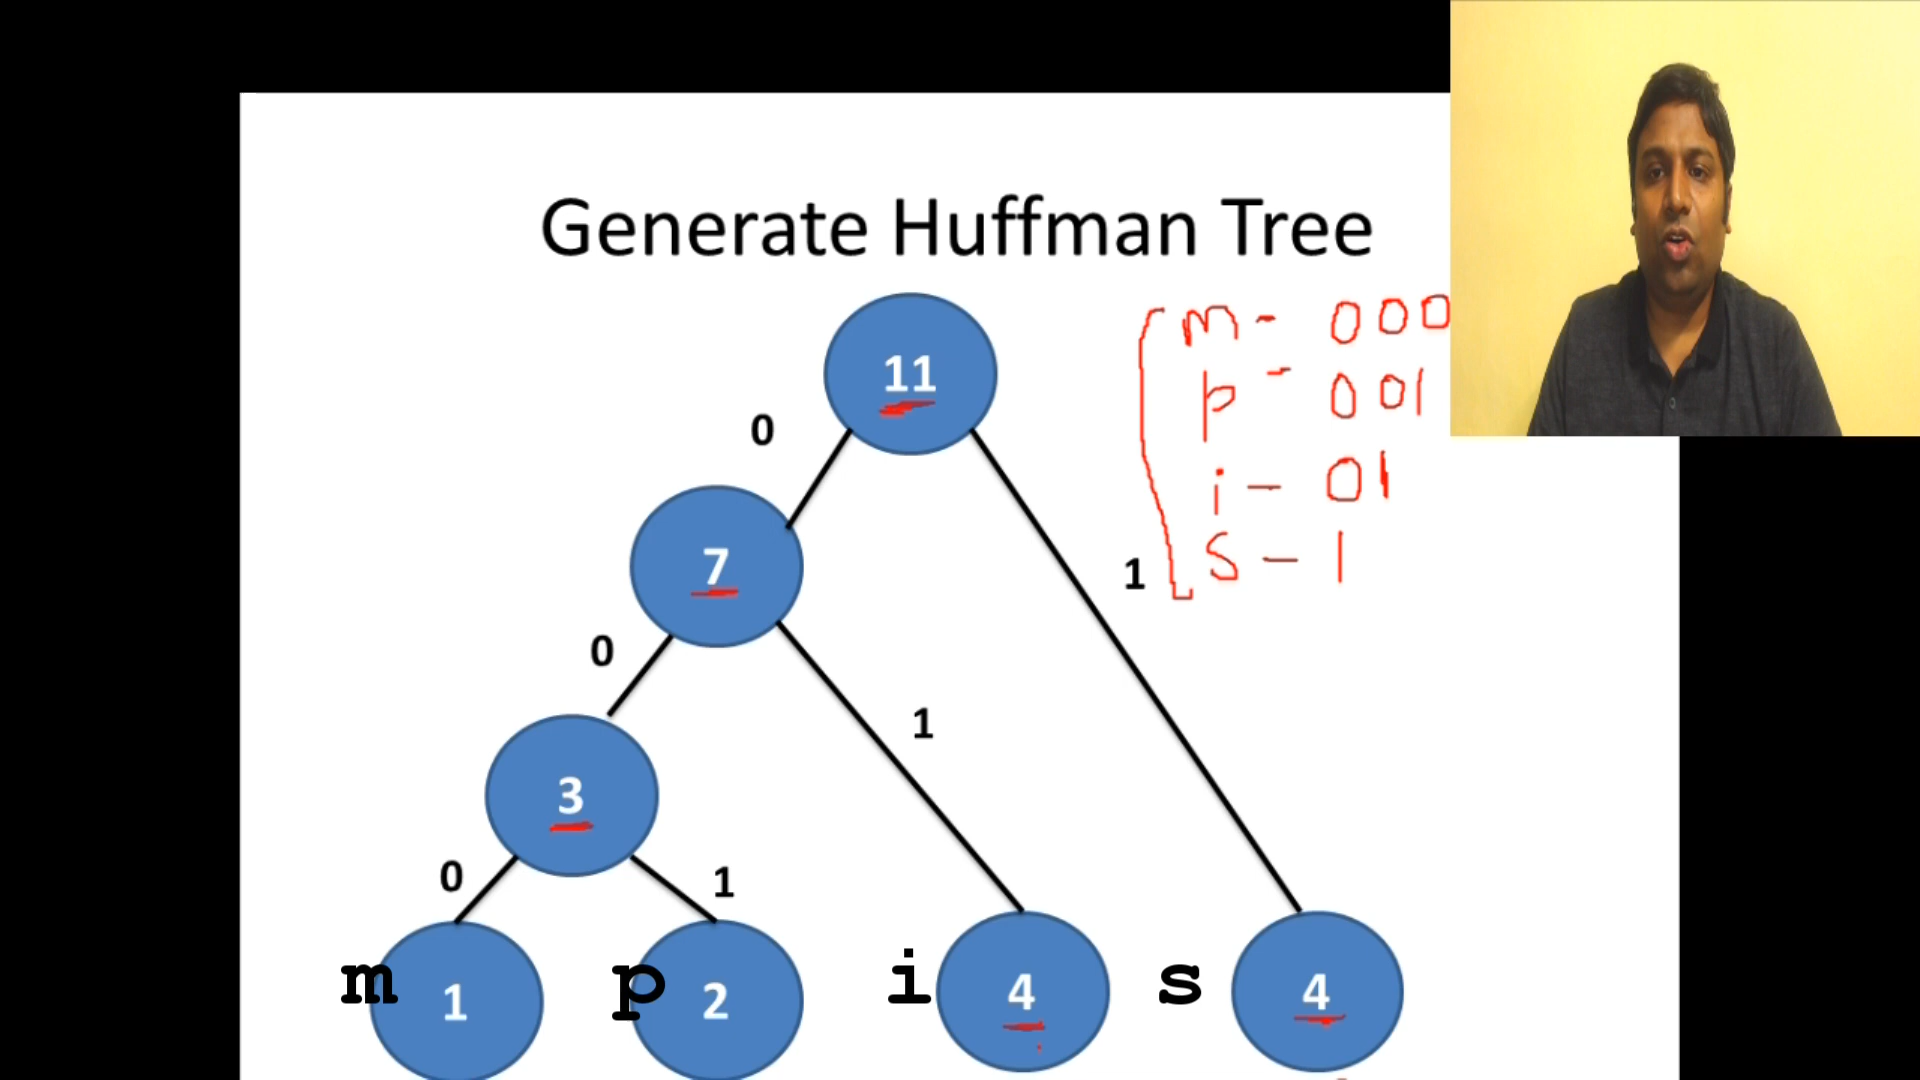 Generate Huffman Tree
11
m - 000
p - 001
i - 01
s - 1
0
7
1
0
3
1
0
1
m 1
p 2
i 4
s 4